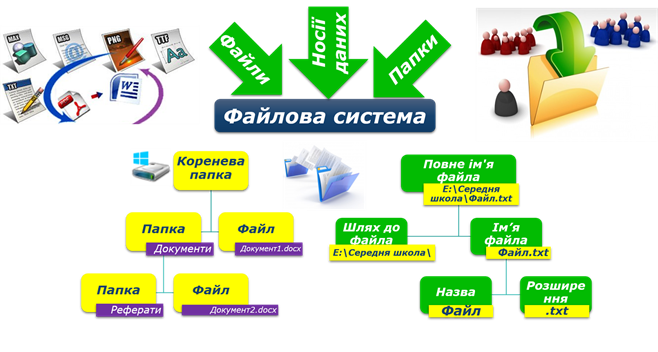 MAX
MSG
PNG
TTF
TXT
W
Файли
Носії
даних
Папки
Файлова система
Коренева
папка
Папка
Документи
Файл
Документ1.docx
Папка
Реферати
Файл
Документ2.docx
Повне ім'я
файла
E:\Середня
школа\Файл.txt
Шлях до
файла
E:\Середня школа\
Ім’я
файла
Файл.txt
Назва
Файл
Розшире
ння
.txt